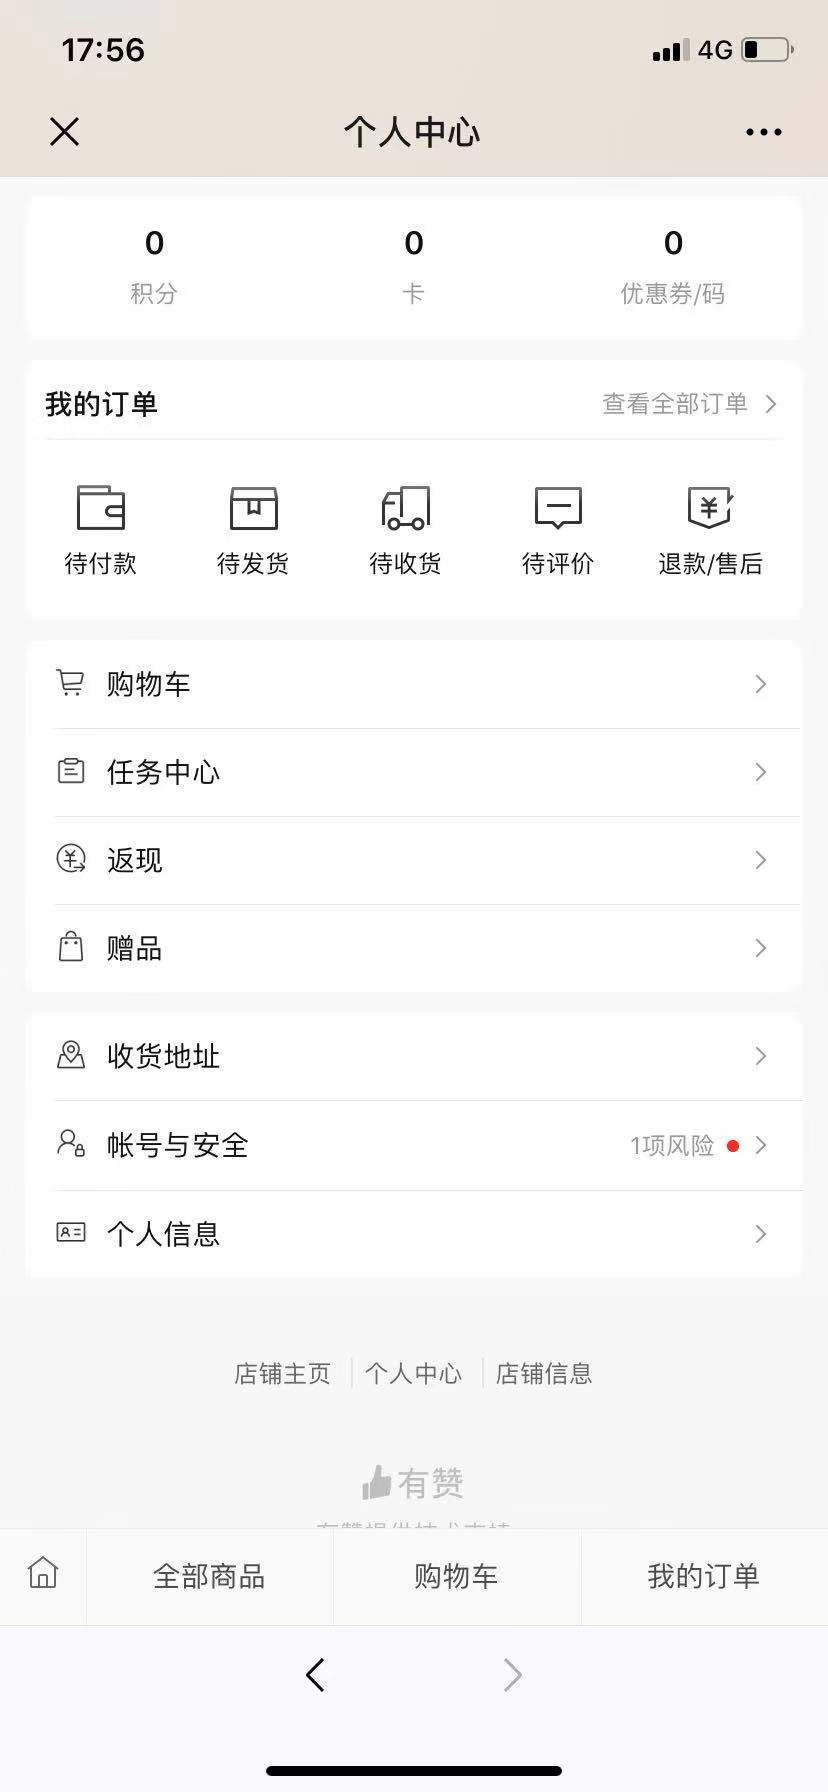 17:56 4G
个人中心
0 0 0
积分 卡 优惠券/码
我的订单 查看全部订单
待付款 待发货 待收货 待评价 退款/售后
购物车
任务中心
返现
赠品
收货地址
帐号与安全 1项风险
个人信息
店铺主页 个人中心 店铺信息
有赞
全部商品 购物车 我的订单